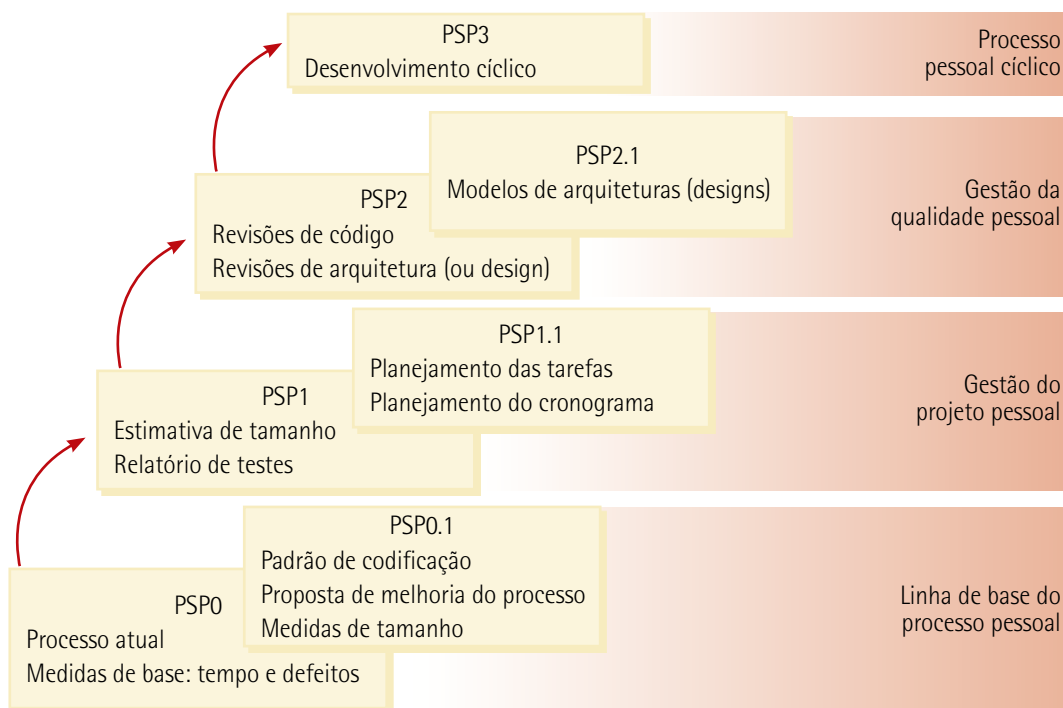 PSP3
Desenvolvimento cíclico
Processo
pessoal cíclico
PSP2.1
Modelos de arquiteturas (designs)
PSP2
Revisões de código
Revisões de arquitetura (ou design)
Gestão da
qualidade pessoal
PSP1.1
Planejamento das tarefas
Planejamento do cronograma
PSP1
Estimativa de tamanho
Relatório de testes
Gestão do
projeto pessoal
PSP0.1
Padrão de codificação
Proposta de melhoria do processo
Medidas de tamanho
PSP0
Processo atual
Medidas de base: tempo e defeitos
Linha de base do
processo pessoal